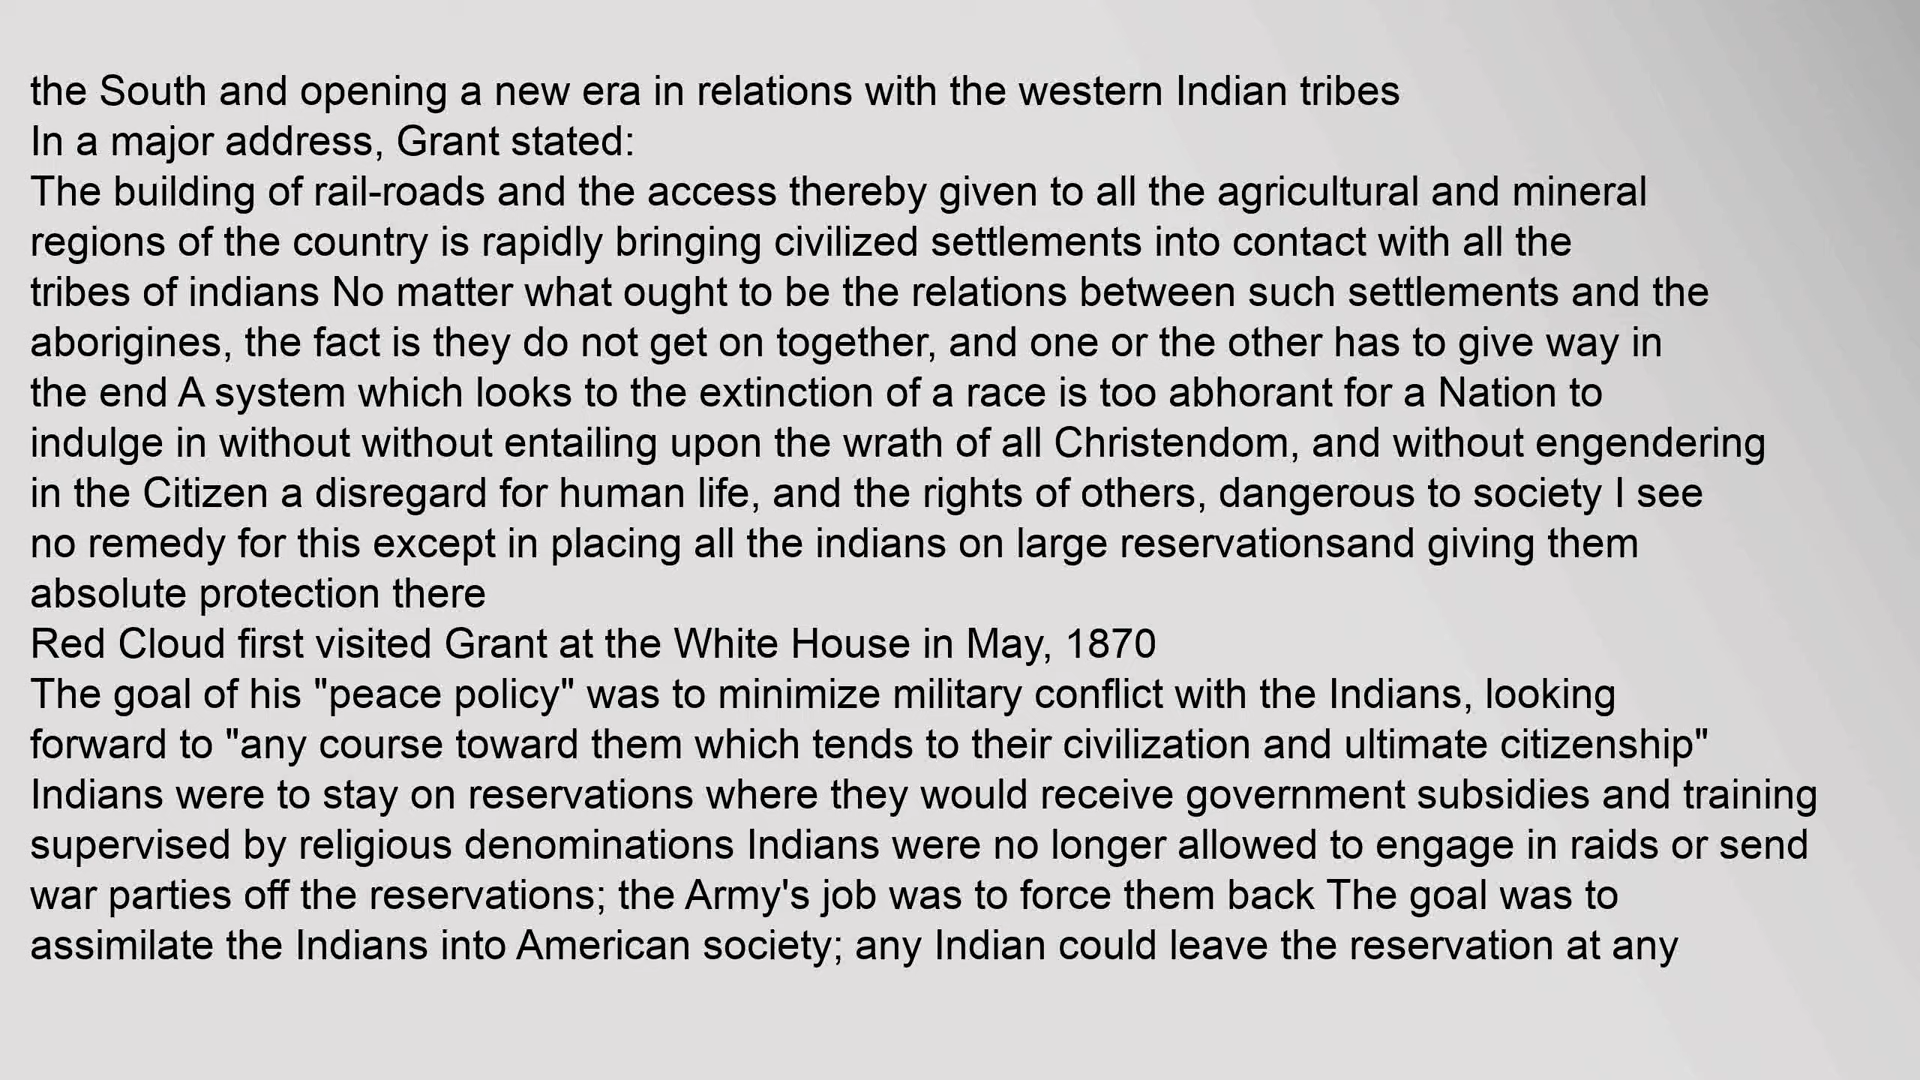 the South and opening a new era in relations with the western Indian tribes
In a major address, Grant stated:
The building of rail-roads and the access thereby given to all the agricultural and mineral
regions of the country is rapidly bringing civilized settlements into contact with all the
tribes of indians No matter what ought to be the relations between such settlements and the
aborigines, the fact is they do not get on together, and one or the other has to give way in
the end A system which looks to the extinction of a race is too abhorant for a Nation to
indulge in without without entailing upon the wrath of all Christendom, and without engendering
in the Citizen a disregard for human life, and the rights of others, dangerous to society I see
no remedy for this except in placing all the indians on large reservationsand giving them
absolute protection there
Red Cloud first visited Grant at the White House in May, 1870
The goal of his "peace policy" was to minimize military conflict with the Indians, looking
forward to "any course toward them which tends to their civilization and ultimate citizenship"
Indians were to stay on reservations where they would receive government subsidies and training
supervised by religious denominations Indians were no longer allowed to engage in raids or send
war parties off the reservations; the Army's job was to force them back The goal was to
assimilate the Indians into American society; any Indian could leave the reservation at any